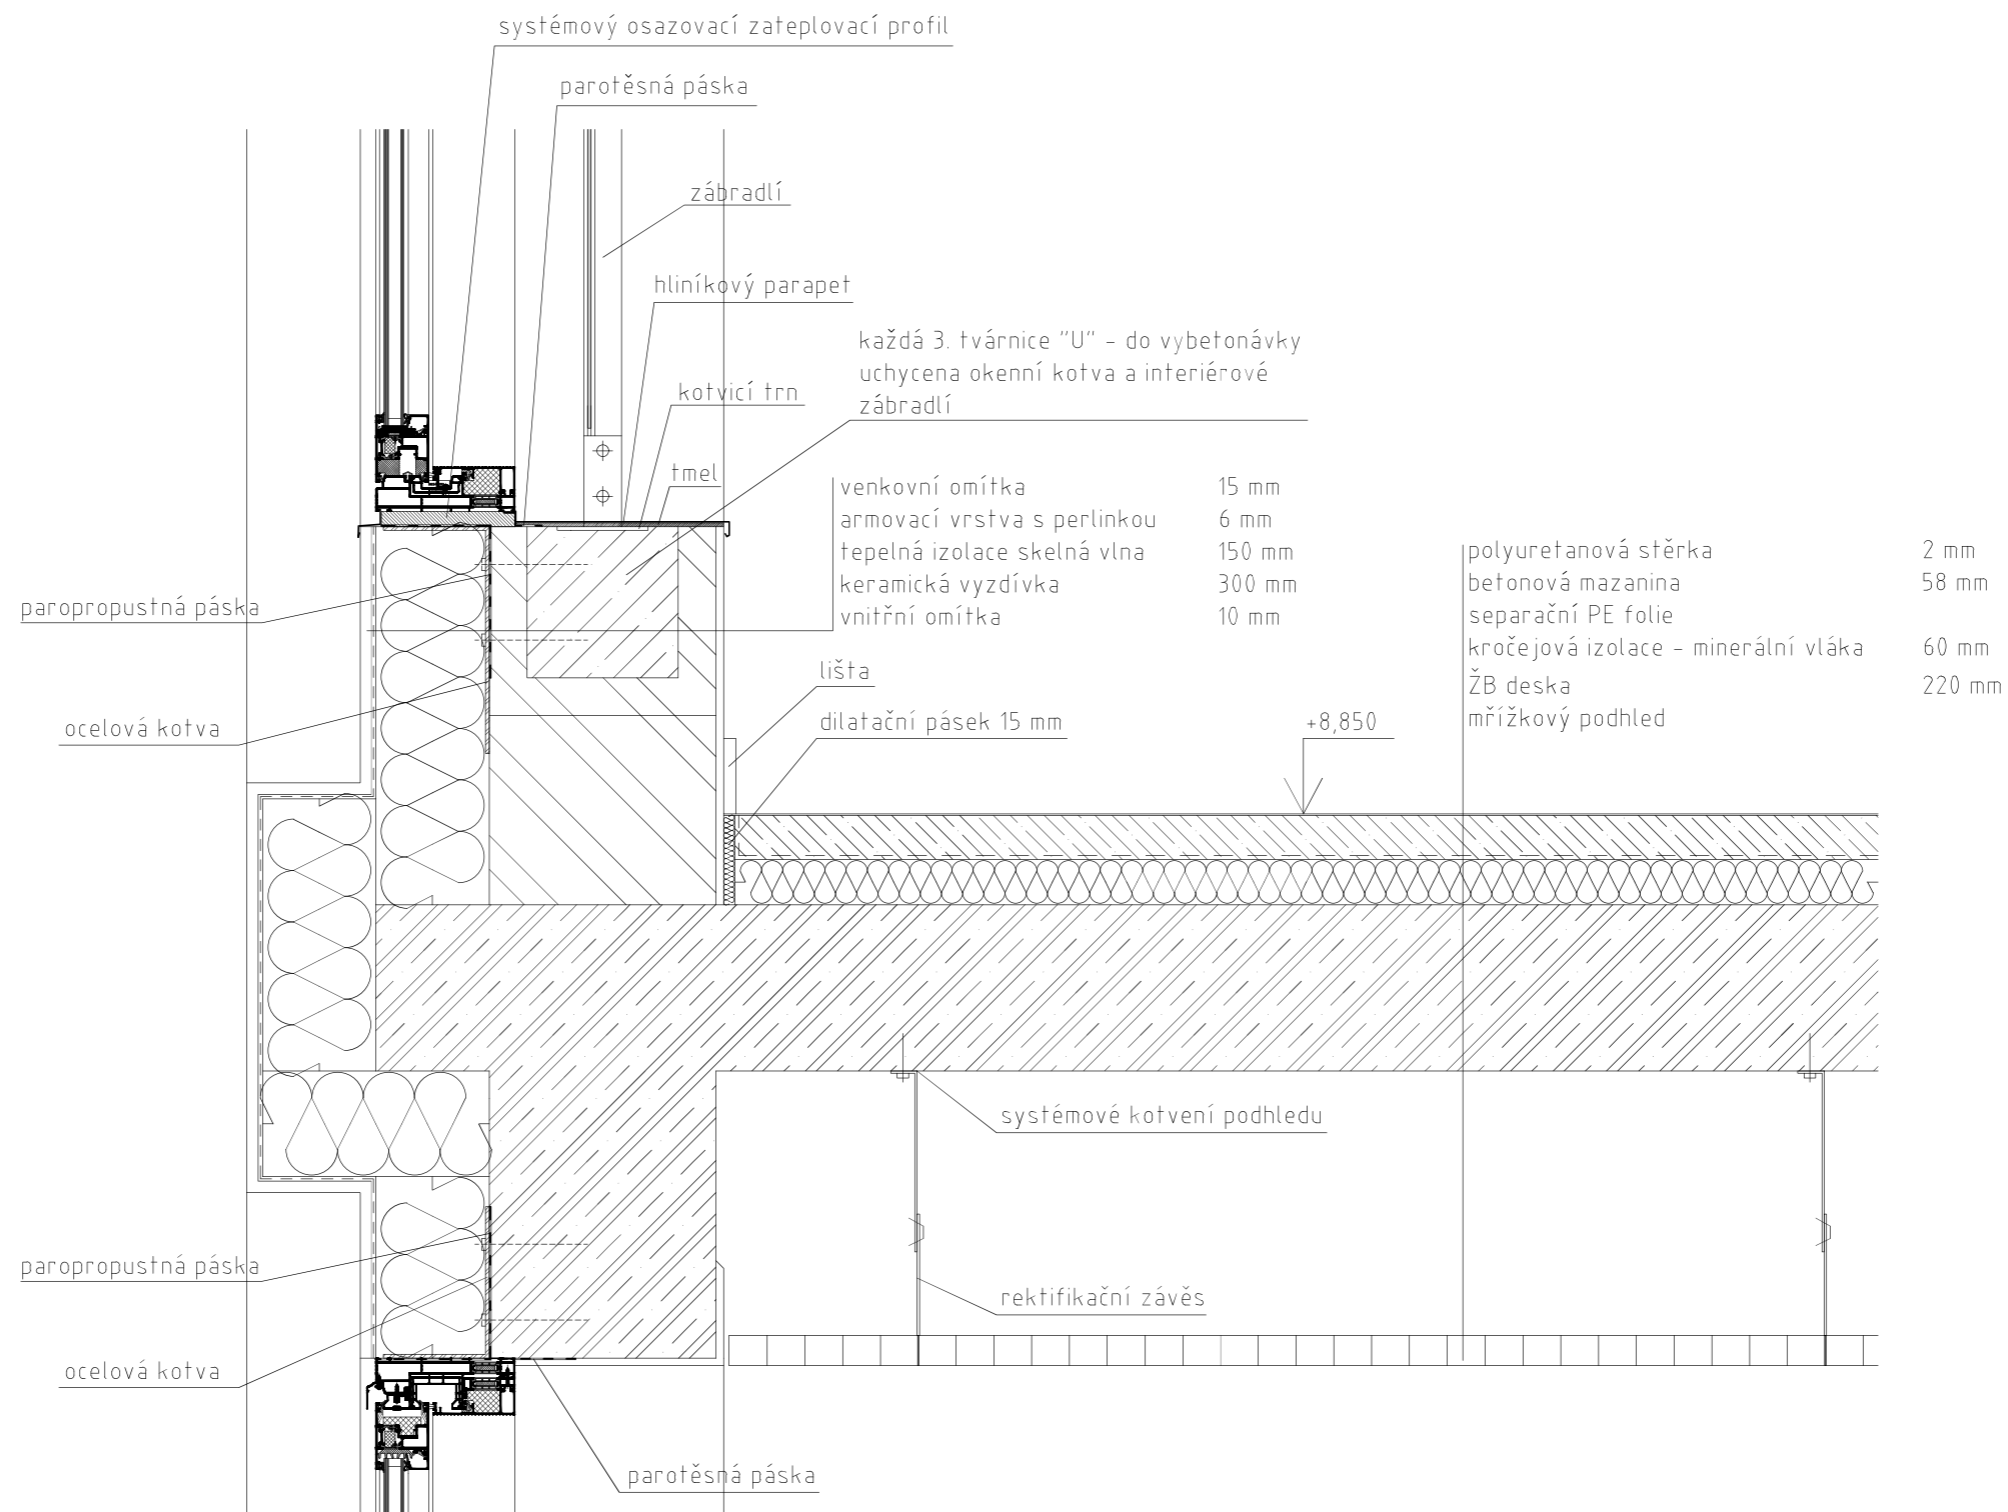 systémový osazovací zateplovací profil
parotěsná páska
zábradlí
hliníkový parapet
každá 3. tvárnice "U" - do vybetonávky
uchycena okenní kotva a interiérové
zábradlí
kotvicí trn
tmel
venkovní omítka 15 mm
armovací vrstva s perlinkou 6 mm
tepelná izolace skelná vlna 150 mm
keramická vyzdívka 300 mm
vnitřní omítka 10 mm
polyuretanová stěrka 2 mm
betonová mazanina 58 mm
separační PE folie
kročejová izolace - minerální vláka 60 mm
ŽB deska 220 mm
mřížkový podhled
paropropustná páska
ocelová kotva
lišta
dilatační pásek 15 mm
+8,850
systémové kotvení podhledu
paropropustná páska
rektifikační závěs
ocelová kotva
parotěsná páska